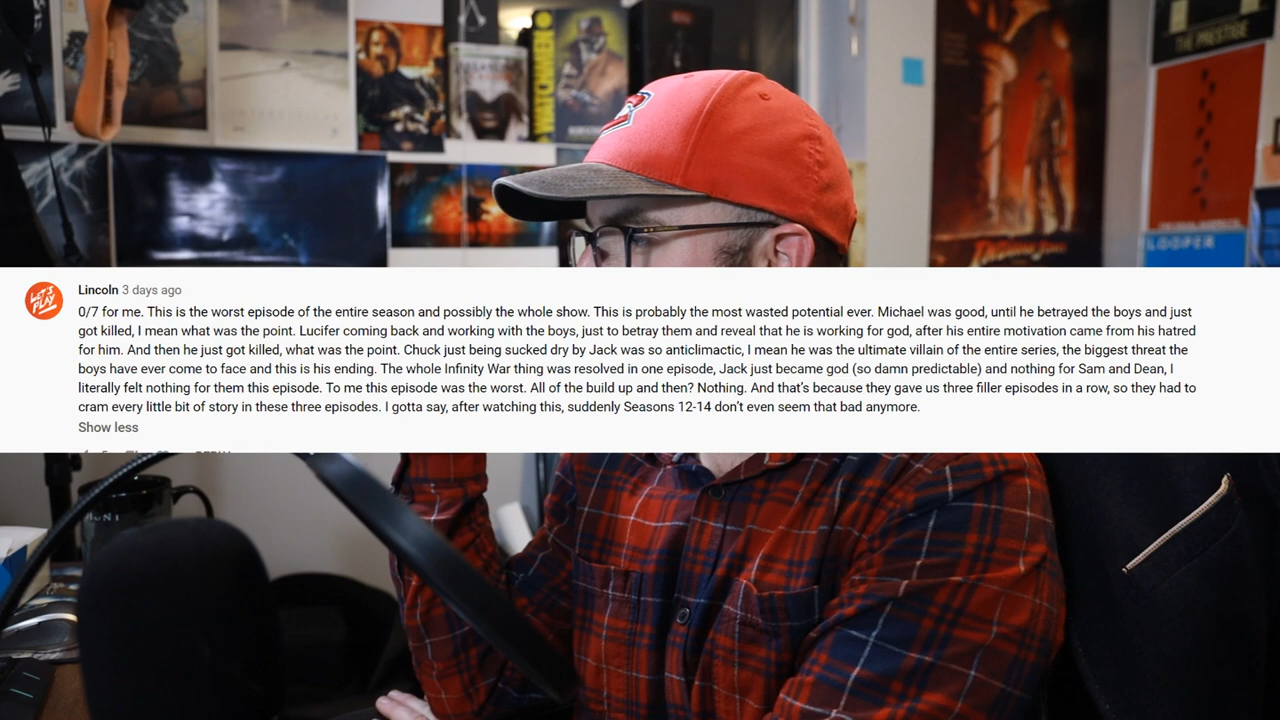 THE PRESTIGE
LOOPER
LET'S
PLAY
Lincoln 3 days ago
0/7 for me. This is the worst episode of the entire season and possibly the whole show. This is probably the most wasted potential ever. Michael was good, until he betrayed the boys and just
got killed, I mean what was the point. Lucifer coming back and working with the boys, just to betray them and reveal that he is working for god, after his entire motivation came from his hatred
for him. And then he just got killed, what was the point. Chuck just being sucked dry by Jack was so anticlimactic, I mean he was the ultimate villain of the entire series, the biggest threat the
boys have ever come to face and this is his ending. The whole Infinity War thing was resolved in one episode, Jack just became god (so damn predictable) and nothing for Sam and Dean, I
literally felt nothing for them this episode. To me this episode was the worst. All of the build up and then? Nothing. And that's because they gave us three filler episodes in a row, so they had to
cram every little bit of story in these three episodes. I gotta say, after watching this, suddenly Seasons 12-14 don't even seem that bad anymore.
Show less